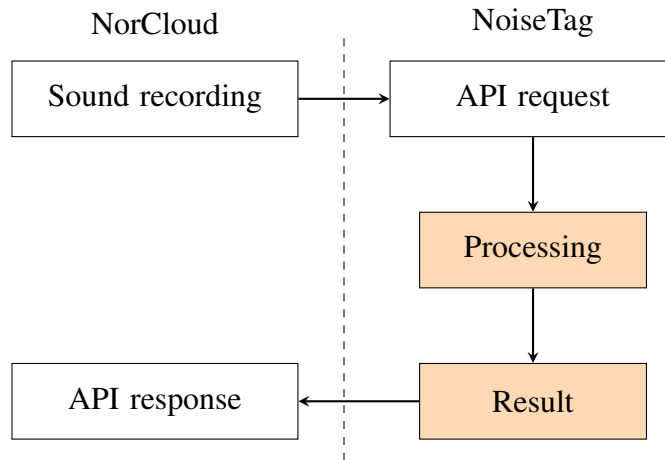 NorCloud
NoiseTag
Sound recording
API request
Processing
API response
Result